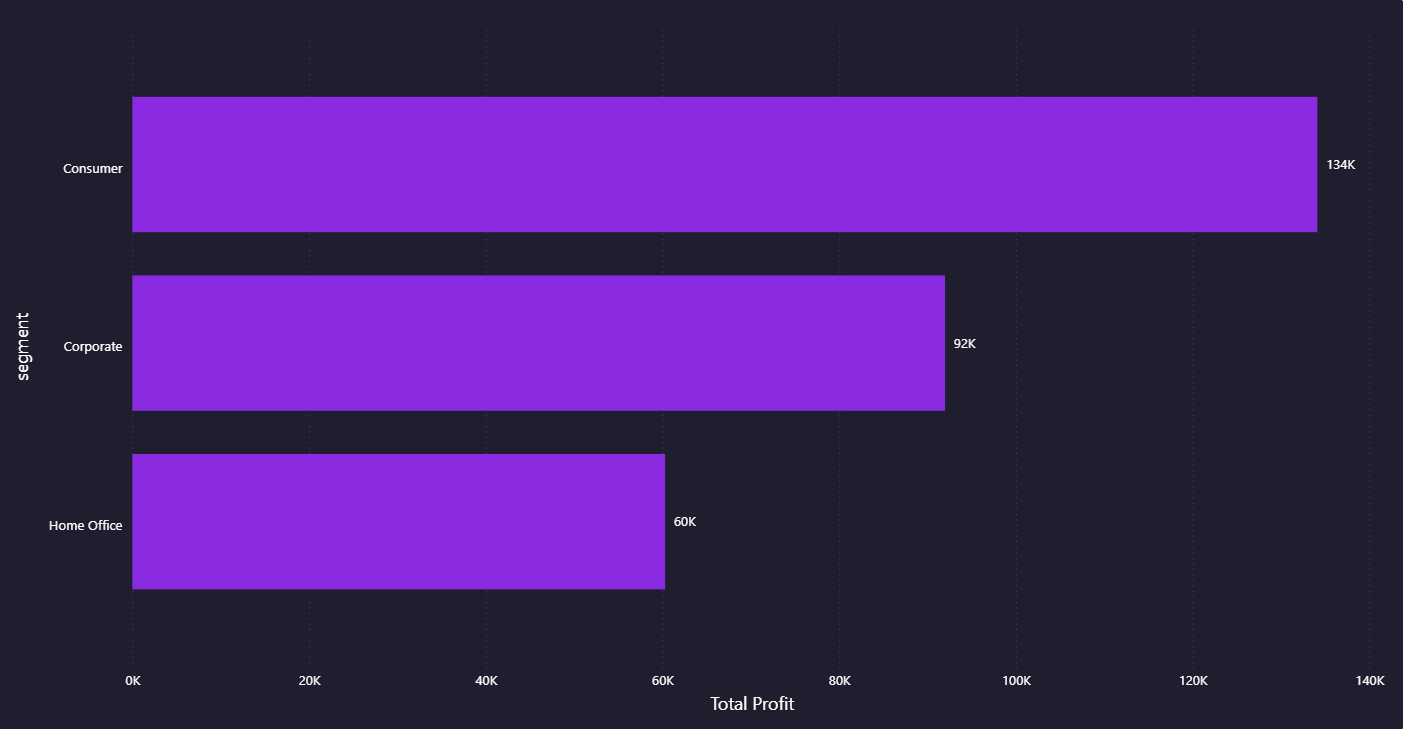 Consumer
134K
segment
Corporate
92K
Home Office
60K
0K 20K 40K 60K 80K 100K 120K 140K
Total Profit